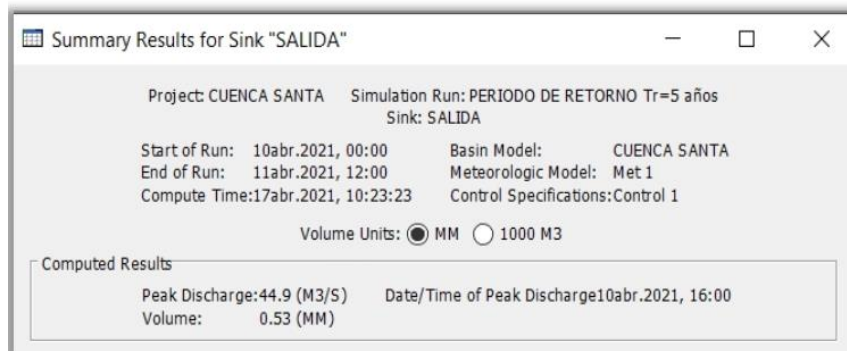 Summary Results for Sink "SALIDA"
Project: CUENCA SANTA Simulation Run: PERIODO DE RETORNO Tr=5 años
Sink: SALIDA
Start of Run: 10abr.2021, 00:00 Basin Model: CUENCA SANTA
End of Run: 11abr.2021, 12:00 Meteorologic Model: Met 1
Compute Time:17abr.2021, 10:23:23 Control Specifications:Control 1
Volume Units: MM 1000 M3
Computed Results
Peak Discharge:44.9 (M3/S) Date/Time of Peak Discharge10abr.2021, 16:00
Volume: 0.53 (MM)